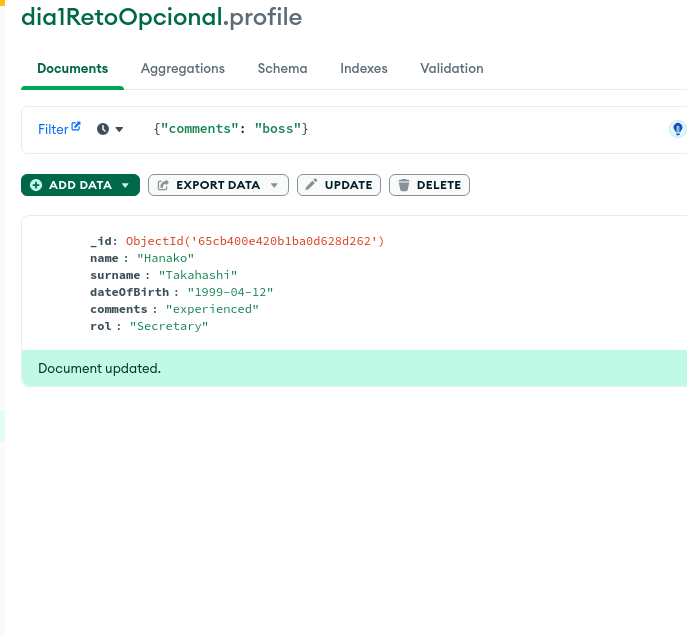 dia1RetoOpcional.profile
Documents Aggregations Schema Indexes Validation
Filter {"comments": "boss"}
ADD DATA EXPORT DATA UPDATE DELETE
_id: ObjectId('65cb400e420b1ba0d628d262')
name : "Hanako"
surname : "Takahashi"
dateOfBirth : "1999-04-12"
comments : "experienced"
rol : "Secretary"
Document updated.